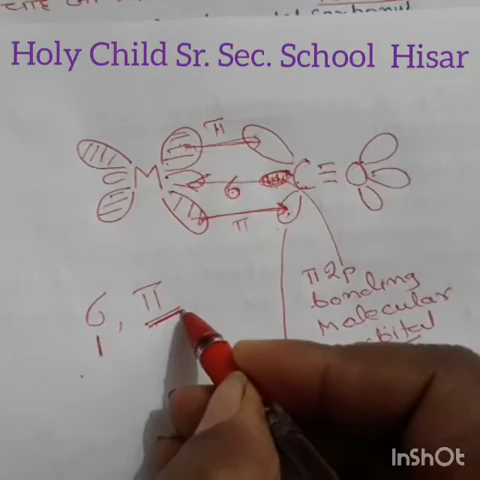 Holy Child Sr. Sec. School Hisar
π
M σ C ≡ O
π
π2p
bonding
molecular
σ, π
InShOt